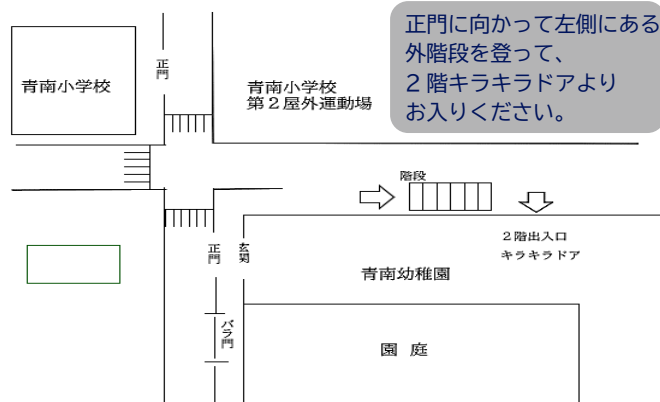 正門に向かって左側にある
外階段を登って、
2階キラキラドアより
お入りください。
正門
青南小学校
青南小学校
第2屋外運動場
階段
2階出入口
キラキラドア
正門
玄関
青南幼稚園
バラ門
園庭